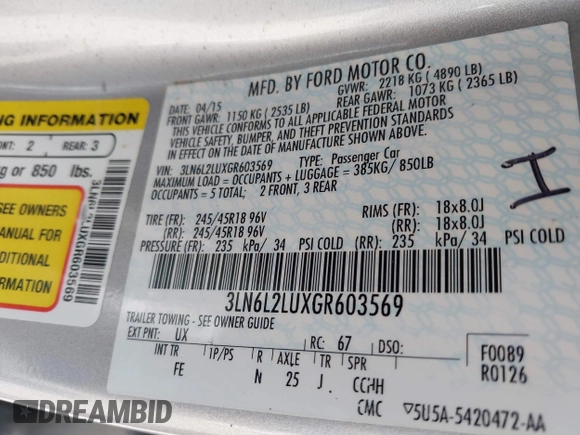 NG INFORMATION
NT: 2 REAR: 3
g or 850 lbs.
SEE OWNERS
ANUAL FOR
DDITIONAL
FORMATION
MFD. BY FORD MOTOR CO.
DATE: 04/15 GVWR: 2218 KG ( 4890 LB)
FRONT GAWR: 1150 KG ( 2535 LB) REAR GAWR: 1073 KG ( 2365 LB)
THIS VEHICLE CONFORMS TO ALL APPLICABLE FEDERAL MOTOR
VEHICLE SAFETY, BUMPER, AND THEFT PREVENTION STANDARDS
IN EFFECT ON THE DATE OF MANUFACTURE SHOWN ABOVE.
VIN: 3LN6L2LUXGR603569 TYPE: Passenger Car
MAXIMUM LOAD = OCCUPANTS + LUGGAGE = 385KG/ 850LB
OCCUPANTS = 5 TOTAL; 2 FRONT, 3 REAR
TIRE (FR): 245/45R18 96V RIMS (FR): 18x8.0J
(RR): 245/45R18 96V (RR): 18x8.0J
PRESSURE (FR): 235 kPa/ 34 PSI COLD (RR): 235 kPa/ 34 PSI COLD
3LN6L2LUXGR603569
TRAILER TOWING - SEE OWNER GUIDE
EXT PNT: UX RC: 67 DSO:
INT TR 1P/PS R AXLE TR SPR
FE N 25 J CGHH
F0089
R0126
CMC ▽5U5A-5420472-AA
I
3LN6L2LUXGR603569
DREAMBID